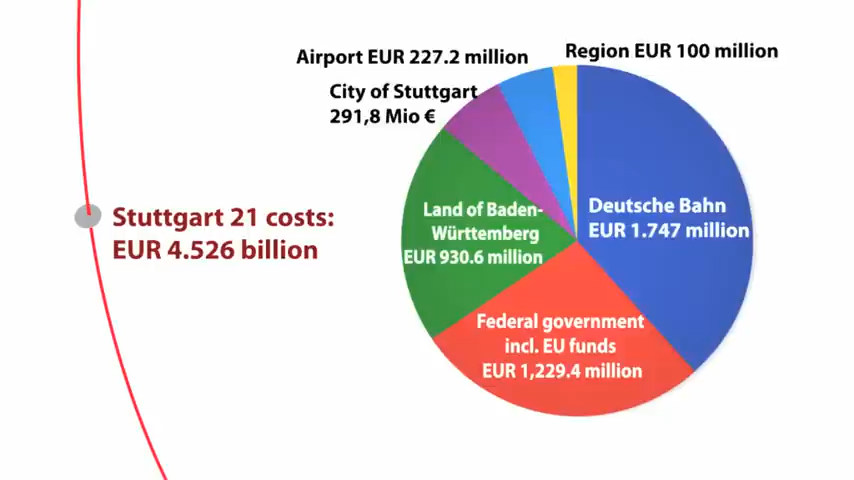 Airport EUR 227.2 million
Region EUR 100 million
City of Stuttgart
291,8 Mio €
Stuttgart 21 costs:
EUR 4.526 billion
Land of Baden-
Württemberg
EUR 930.6 million
Deutsche Bahn
EUR 1.747 million
Federal government
incl. EU funds
EUR 1,229.4 million